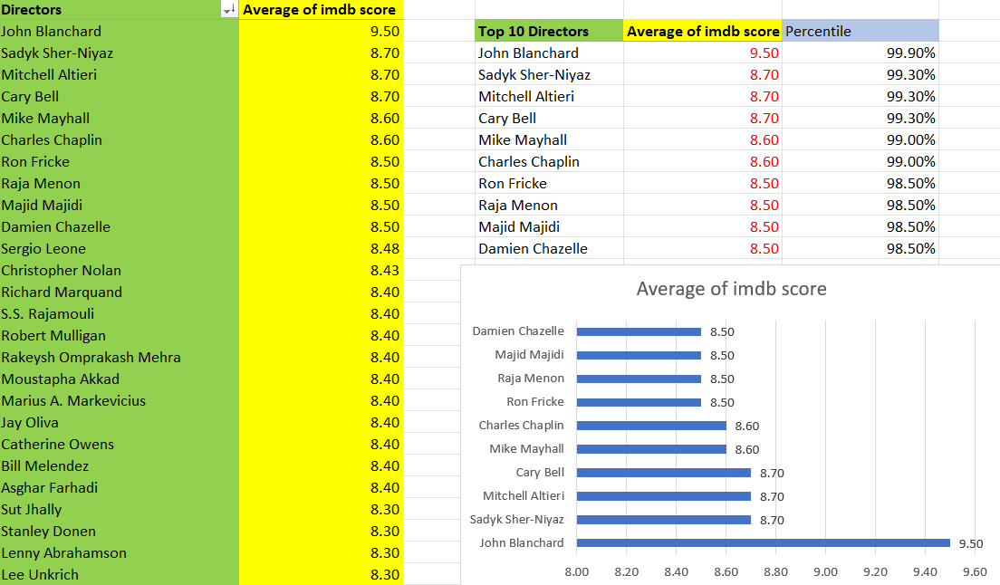 Directors Average of imdb score
John Blanchard 9.50
Sadyk Sher-Niyaz 8.70
Mitchell Altieri 8.70
Cary Bell 8.70
Mike Mayhall 8.60
Charles Chaplin 8.60
Ron Fricke 8.50
Raja Menon 8.50
Majid Majidi 8.50
Damien Chazelle 8.50
Sergio Leone 8.48
Christopher Nolan 8.43
Richard Marquand 8.40
S.S. Rajamouli 8.40
Robert Mulligan 8.40
Rakeysh Omprakash Mehra 8.40
Moustapha Akkad 8.40
Marius A. Markevicius 8.40
Jay Oliva 8.40
Catherine Owens 8.40
Bill Melendez 8.40
Asghar Farhadi 8.40
Sut Jhally 8.30
Stanley Donen 8.30
Lenny Abrahamson 8.30
Lee Unkrich 8.30
Top 10 Directors Average of imdb score Percentile
John Blanchard 9.50 99.90%
Sadyk Sher-Niyaz 8.70 99.30%
Mitchell Altieri 8.70 99.30%
Cary Bell 8.70 99.30%
Mike Mayhall 8.60 99.00%
Charles Chaplin 8.60 99.00%
Ron Fricke 8.50 98.50%
Raja Menon 8.50 98.50%
Majid Majidi 8.50 98.50%
Damien Chazelle 8.50 98.50%
Average of imdb score
Damien Chazelle 8.50
Majid Majidi 8.50
Raja Menon 8.50
Ron Fricke 8.50
Charles Chaplin 8.60
Mike Mayhall 8.60
Cary Bell 8.70
Mitchell Altieri 8.70
Sadyk Sher-Niyaz 8.70
John Blanchard 9.50
8.00 8.20 8.40 8.60 8.80 9.00 9.20 9.40 9.60